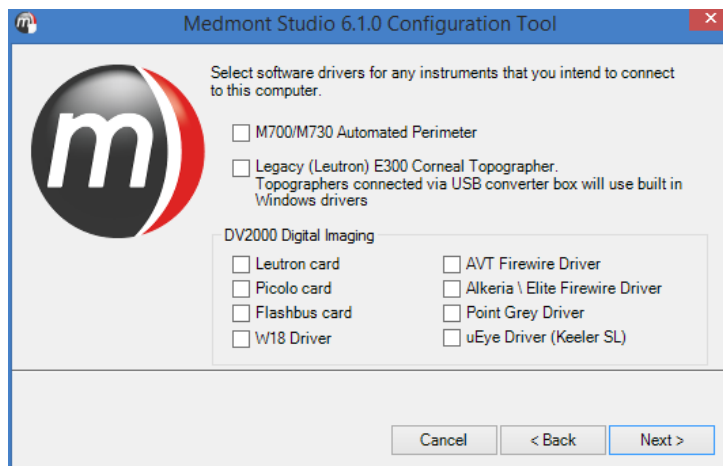 Medmont Studio 6.1.0 Configuration Tool
m
Select software drivers for any instruments that you intend to connect
to this computer.
M700/M730 Automated Perimeter
Legacy (Leutron) E300 Corneal Topographer.
Topographers connected via USB converter box will use built in
Windows drivers
DV2000 Digital Imaging
Leutron card
AVT Firewire Driver
Picolo card
Alkeria \ Elite Firewire Driver
Flashbus card
Point Grey Driver
W18 Driver
uEye Driver (Keeler SL)
Cancel
< Back
Next >